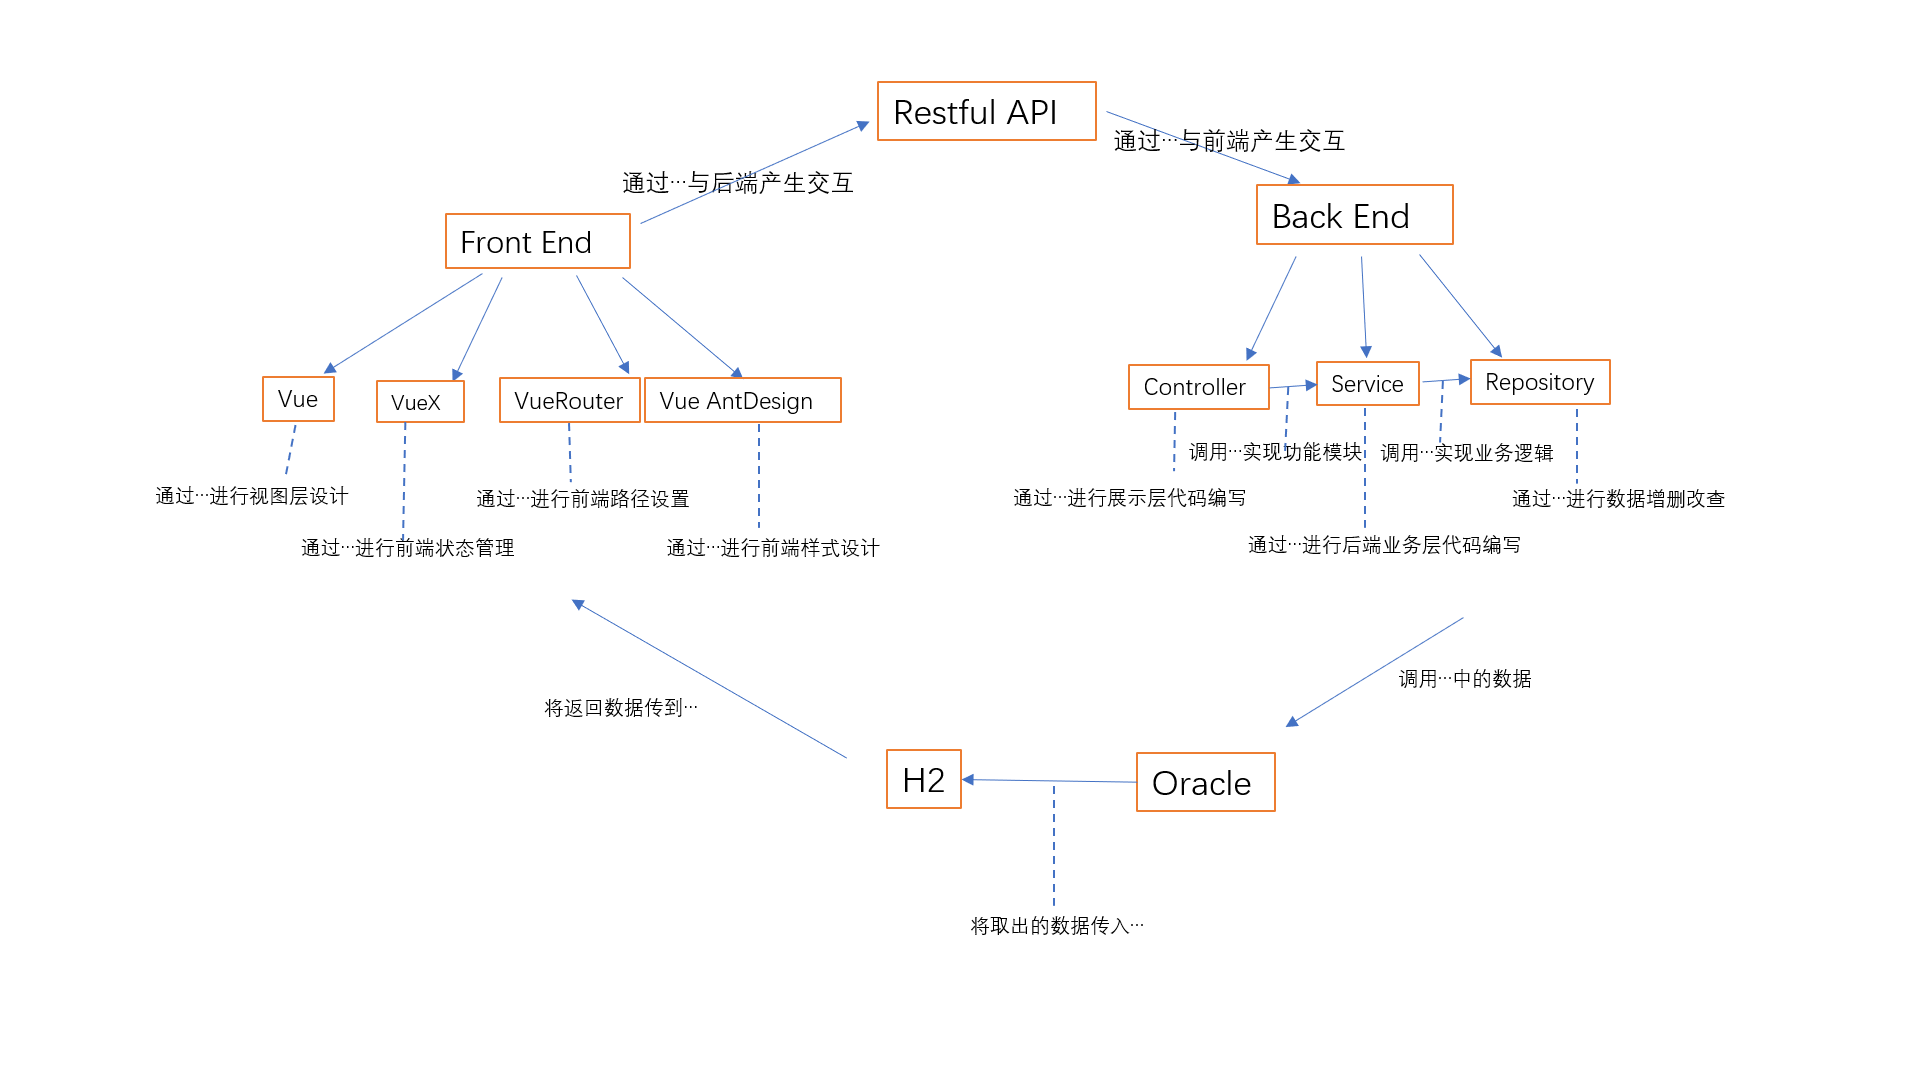 Restful API
通过…与前端产生交互
通过…与后端产生交互
Front End
Back End
Vue
VueX
VueRouter
Vue AntDesign
Controller
Service
Repository
调用…实现功能模块
调用…实现业务逻辑
通过…进行视图层设计
通过…进行前端路径设置
通过…进行展示层代码编写
通过…进行数据增删改查
通过…进行前端状态管理
通过…进行前端样式设计
通过…进行后端业务层代码编写
调用…中的数据
将返回数据传到…
H2
Oracle
将取出的数据传入…